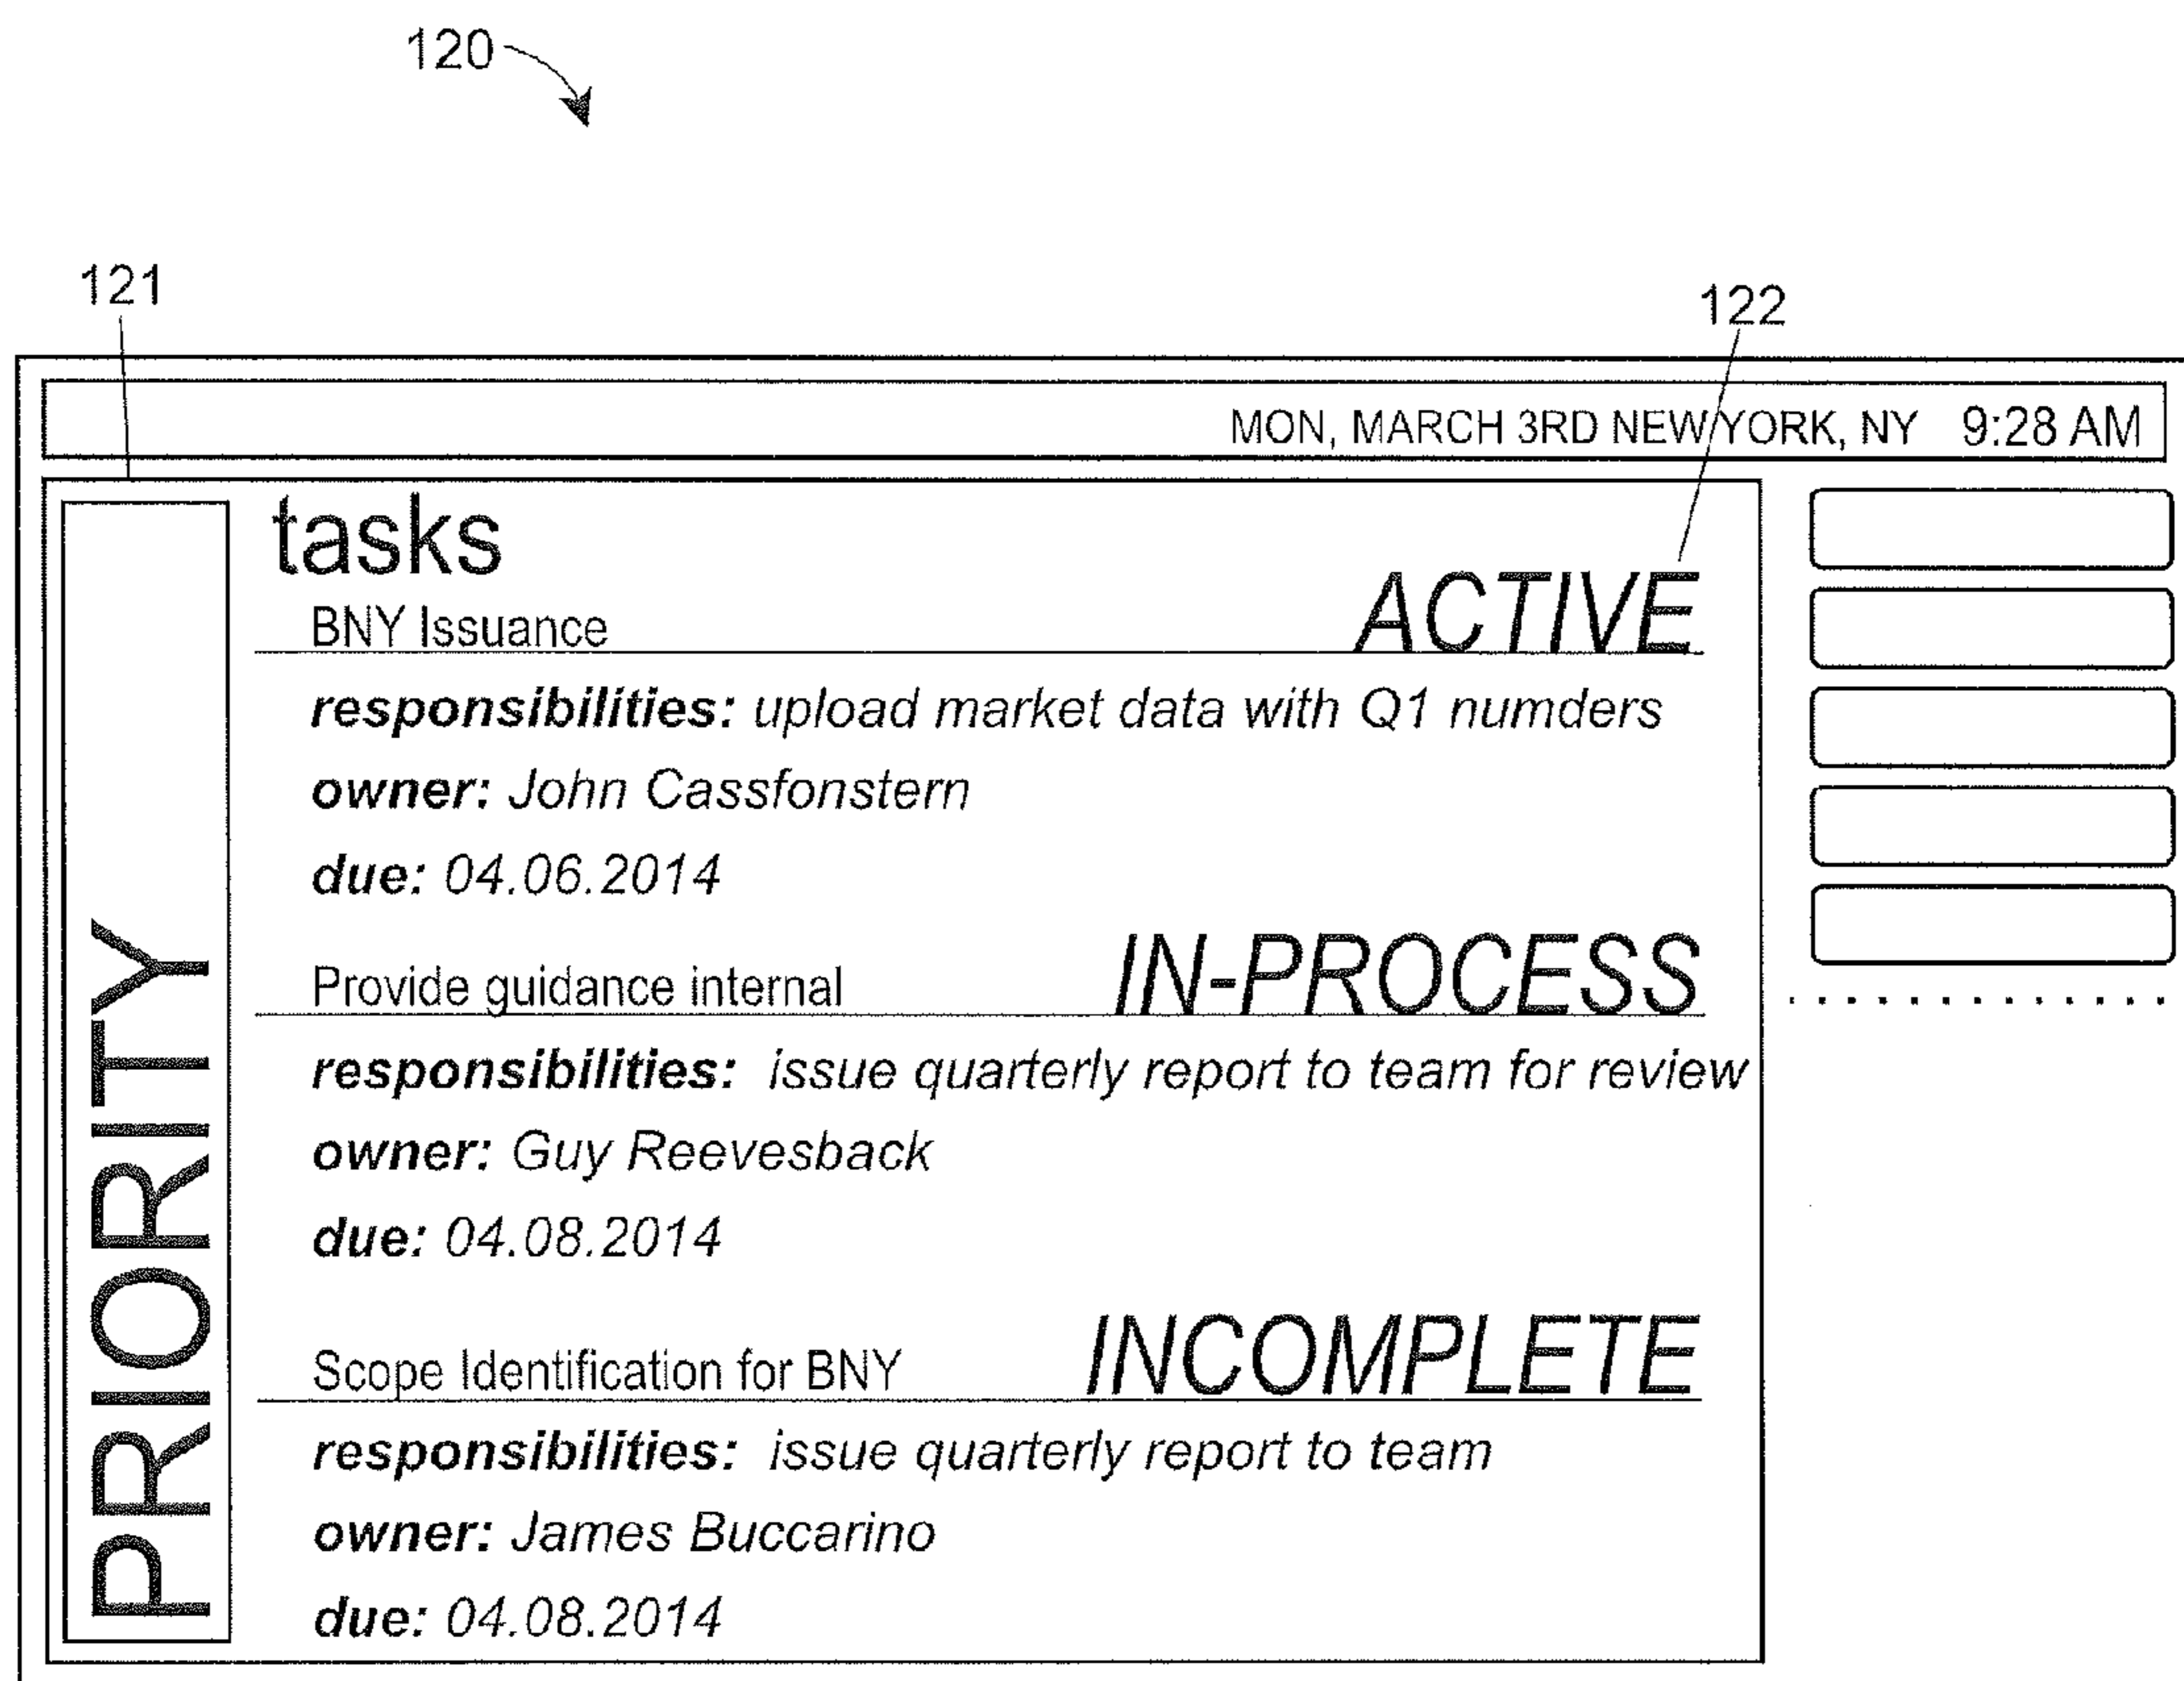 120
121
122
MON, MARCH 3RD NEW YORK, NY 9:28 AM
PRIORITY
tasks
BNY Issuance ACTIVE
responsibilities: upload market data with Q1 numders
owner: John Cassfonstern
due: 04.06.2014
Provide guidance internal IN-PROCESS
responsibilities: issue quarterly report to team for review
owner: Guy Reevesback
due: 04.08.2014
Scope Identification for BNY INCOMPLETE
responsibilities: issue quarterly report to team
owner: James Buccarino
due: 04.08.2014